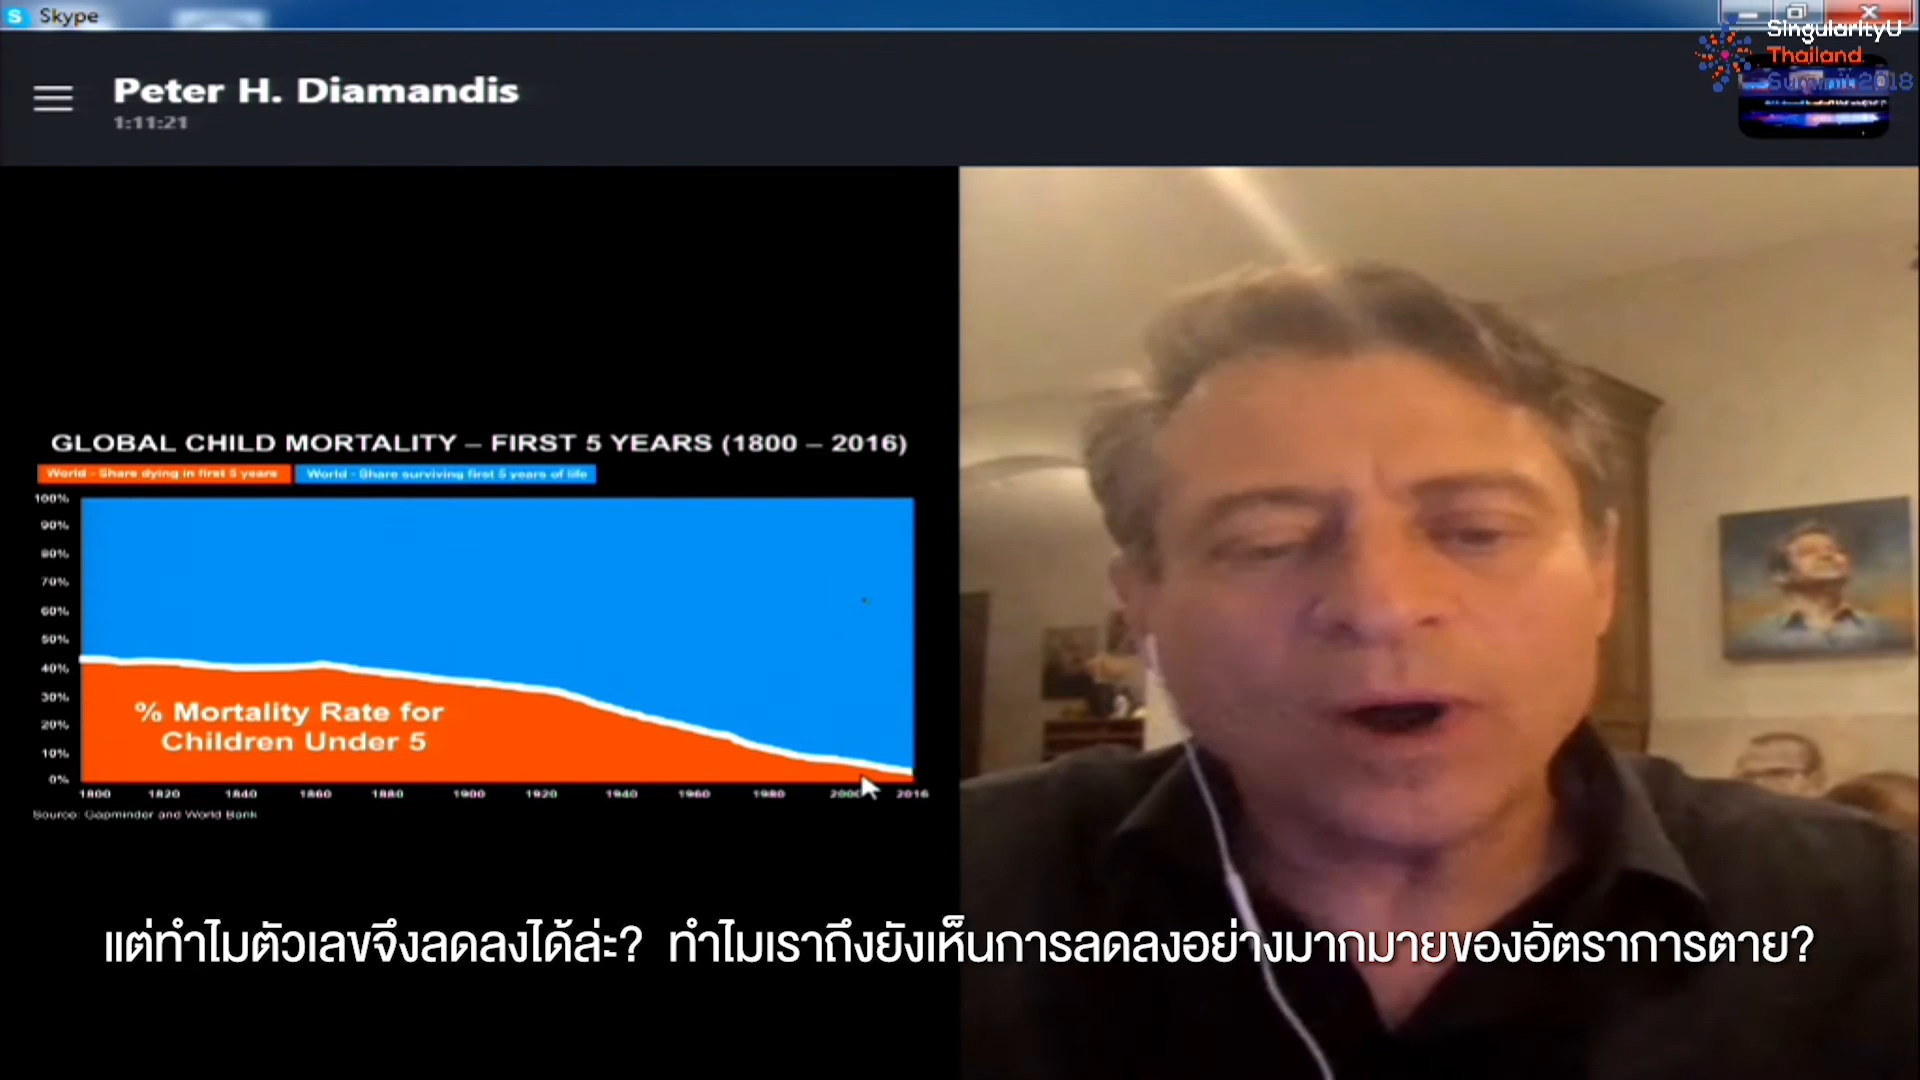 Skype
Peter H. Diamandis
1:11:21
SingularityU
Thailand
Summit 2018
GLOBAL CHILD MORTALITY – FIRST 5 YEARS (1800 – 2016)
World - Share dying in first 5 years
World - Share surviving first 5 years of life
100%
90%
80%
70%
60%
50%
40%
30%
20%
10%
0%
% Mortality Rate for
Children Under 5
1800 1820 1840 1860 1880 1900 1920 1940 1960 1980 2000 2016
Source: Gapminder and World Bank
แต่ทำไมตัวเลขจึงลดลงได้ล่ะ? ทำไมเราถึงยังเห็นการลดลงอย่างมากมายของอัตราการตาย?